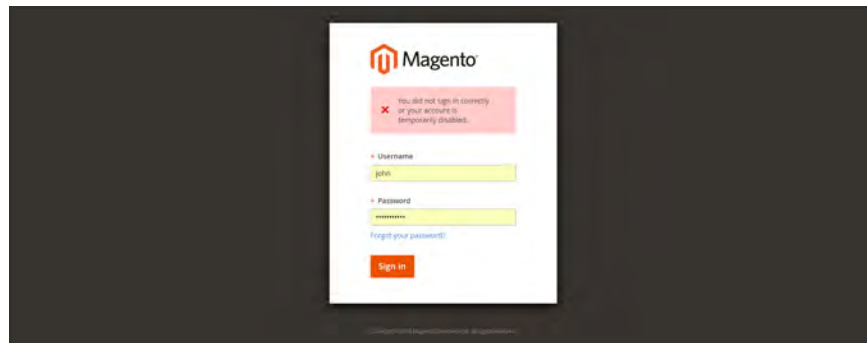 Magento
You did not sign in correctly
or your account is
temporarily disabled.
* Username
john
* Password
•••••••••••
Forgot your password?
Sign in